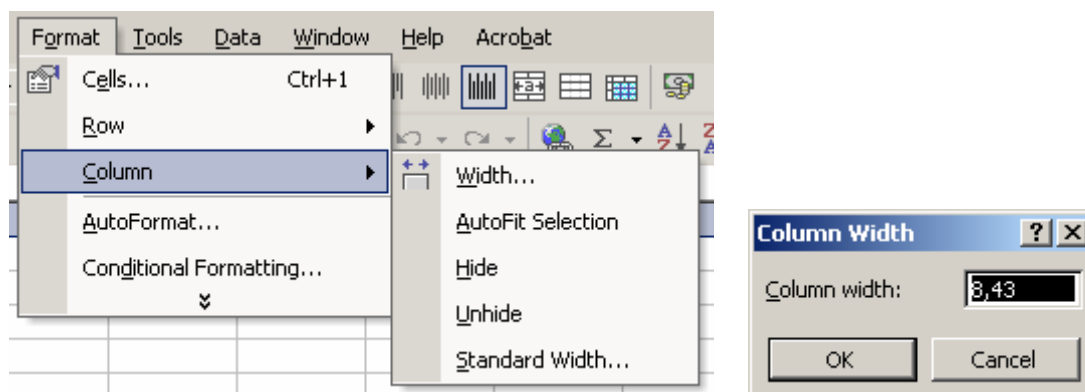 Format Tools Data Window Help Acrobat
Cells... Ctrl+1
Row
Column
AutoFormat...
Conditional Formatting...
Width...
AutoFit Selection
Hide
Unhide
Standard Width...
Column Width
Column width: 8,43
OK Cancel